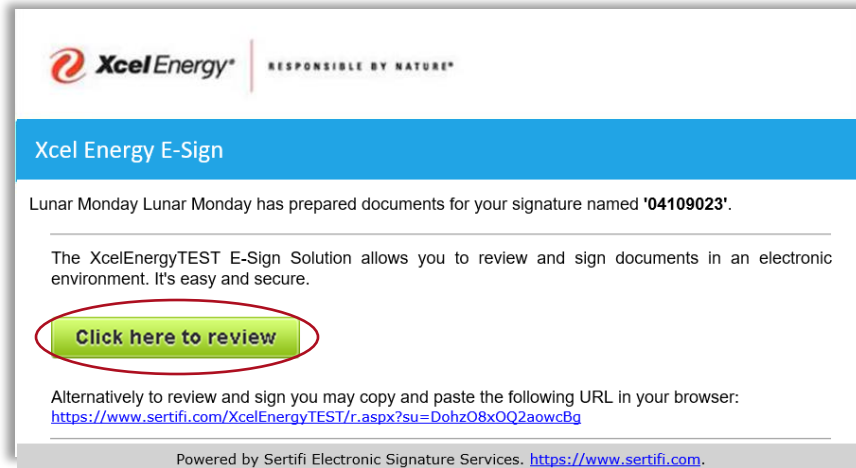 Xcel Energy® RESPONSIBLE BY NATURE®
Xcel Energy E-Sign
Lunar Monday Lunar Monday has prepared documents for your signature named '04109023'.
The XcelEnergyTEST E-Sign Solution allows you to review and sign documents in an electronic
environment. It's easy and secure.
Click here to review
Alternatively to review and sign you may copy and paste the following URL in your browser:
https://www.sertifi.com/XcelEnergyTEST/r.aspx?su=DohzO8xOQ2aowcBg
Powered by Sertifi Electronic Signature Services. https://www.sertifi.com.